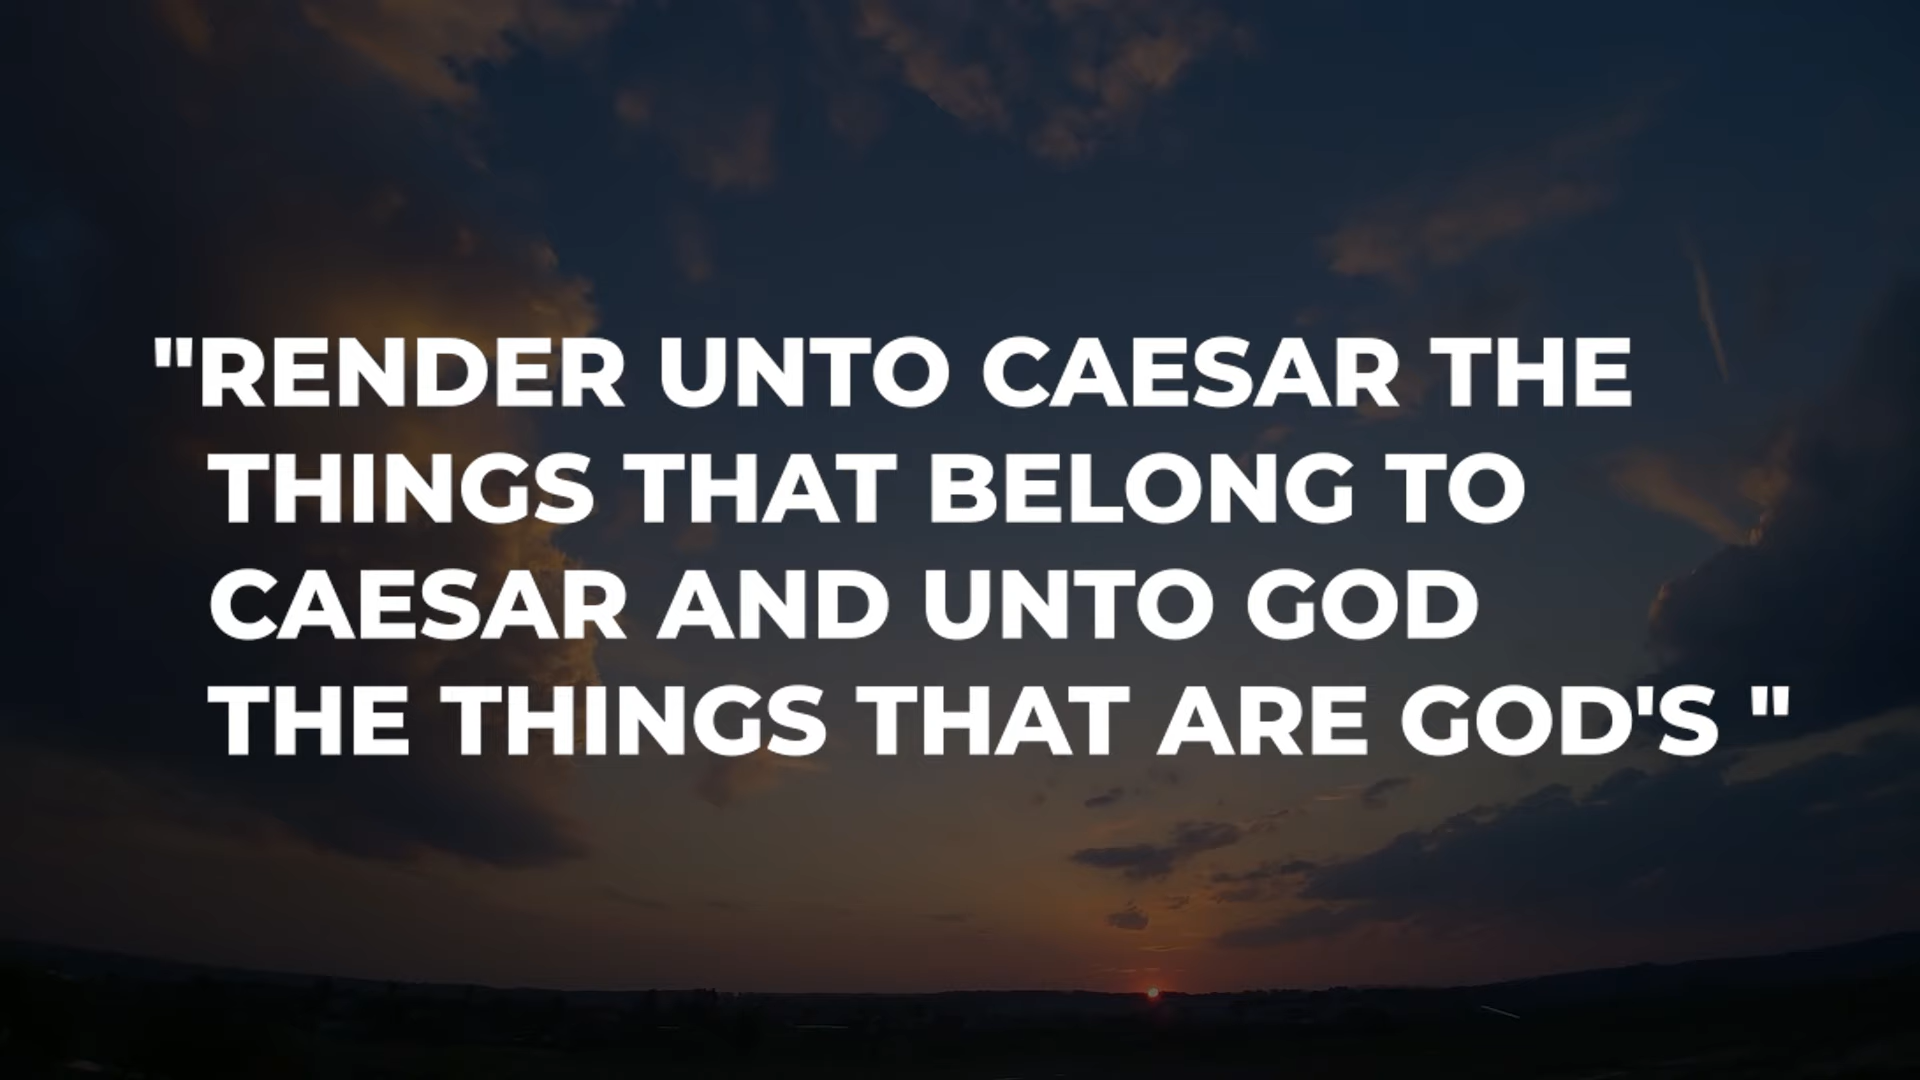 "RENDER UNTO CAESAR THE
THINGS THAT BELONG TO
CAESAR AND UNTO GOD
THE THINGS THAT ARE GOD'S "